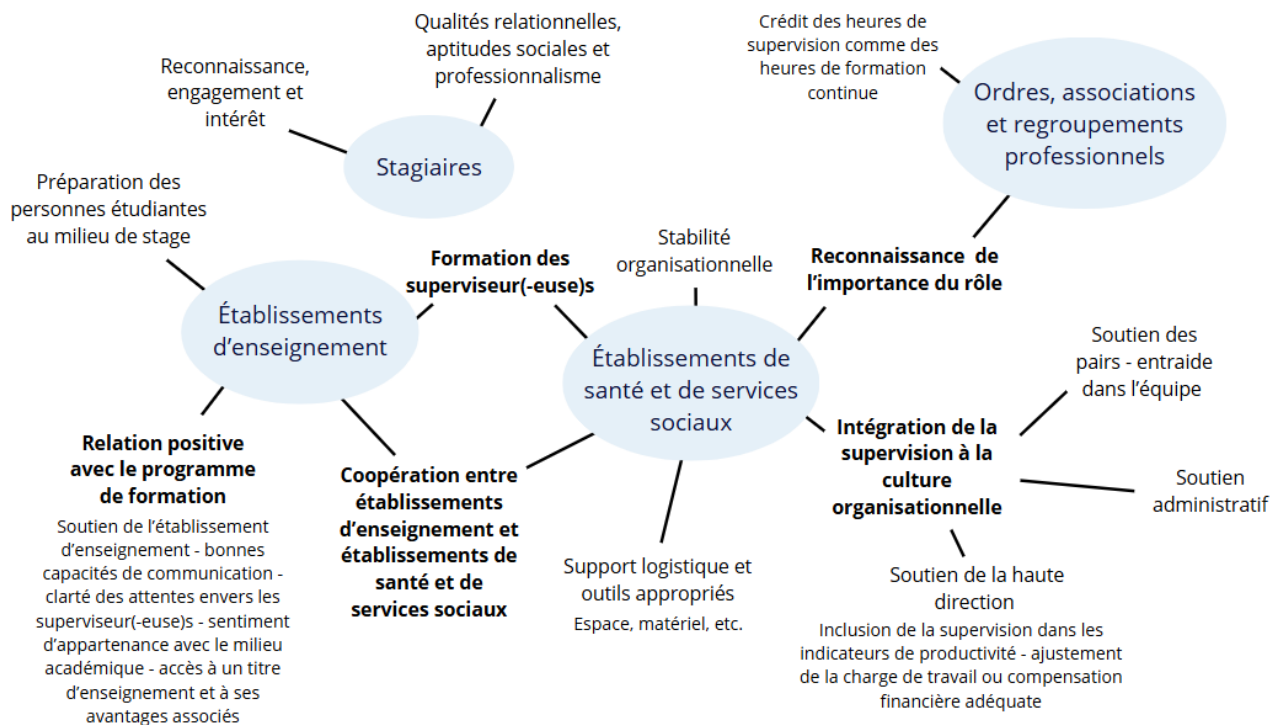 Qualités relationnelles,
aptitudes sociales et
professionnalisme
Crédit des heures de
supervision comme des
heures de formation
continue
Reconnaissance,
engagement et
intérêt
Ordres, associations
et regroupements
professionnels
Stagiaires
Préparation des
personnes étudiantes
au milieu de stage
Formation des
superviseur(-euse)s
Stabilité
organisationnelle
Reconnaissance de
l'importance du rôle
Établissements
d'enseignement
Établissements de
santé et de services
sociaux
Soutien des
pairs - entraide
dans l'équipe
Relation positive
avec le programme
de formation
Soutien de l'établissement
d'enseignement - bonnes
capacités de communication -
clarté des attentes envers les
superviseur(-euse)s - sentiment
d'appartenance avec le milieu
académique - accès à un titre
d'enseignement et à ses
avantages associés
Coopération entre
établissements
d'enseignement et
établissements de
santé et de
services sociaux
Intégration de la
supervision à la
culture
organisationnelle
Soutien
administratif
Support logistique et
outils appropriés
Espace, matériel, etc.
Soutien de la haute
direction
Inclusion de la supervision dans les
indicateurs de productivité - ajustement
de la charge de travail ou compensation
financière adéquate